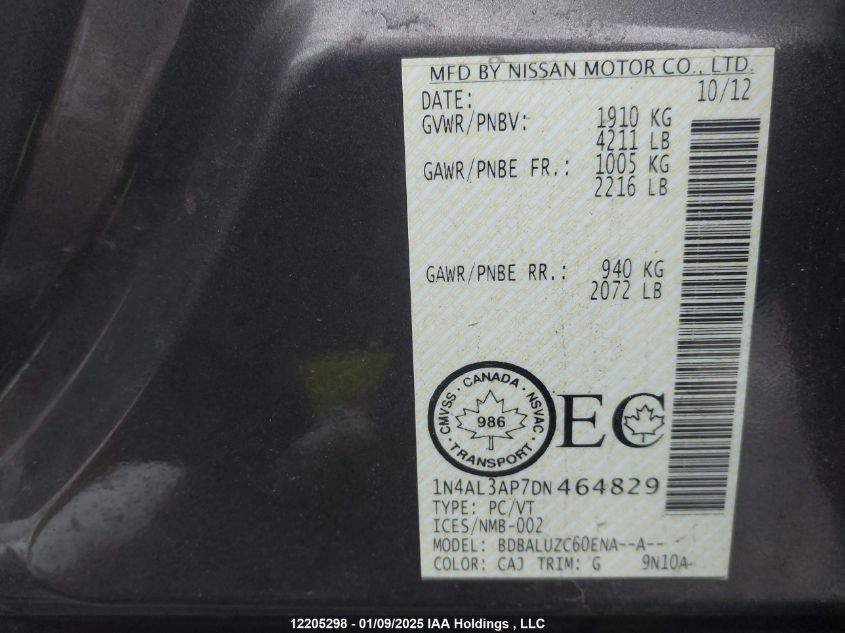 MFD BY NISSAN MOTOR CO., LTD.
DATE: 10/12
GVWR/PNBV: 1910 KG
4211 LB
GAWR/PNBE FR.: 1005 KG
2216 LB
GAWR/PNBE RR.: 940 KG
2072 LB
CMVSS · CANADA · NSVAC · TRANSPORT ·
986
EC
1N4AL3AP7DN464829
TYPE: PC/VT
ICES/NMB-002
MODEL: BDBALUZC60ENA--A--
COLOR: CAJ TRIM: G 9N10A
12205298 - 01/09/2025 IAA Holdings , LLC